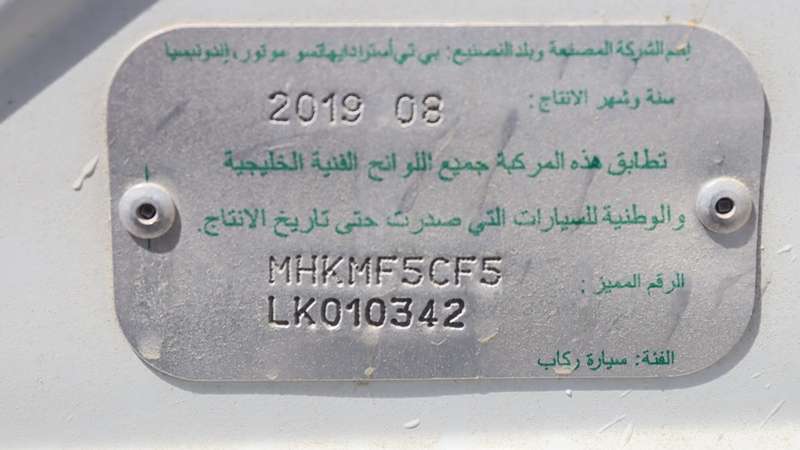 إسم الشركة المصنعة وبلد التصنيع: بي تي أسترا دايهاتسو موتور، إندونيسيا
سنة وشهر الانتاج: 2019 08
تطابق هذه المركبة جميع اللوائح الفنية الخليجية
والوطنية للسيارات التي صدرت حتى تاريخ الانتاج.
الرقم المميز: MHKMF5CF5
LK010342
الفئة: سيارة ركاب